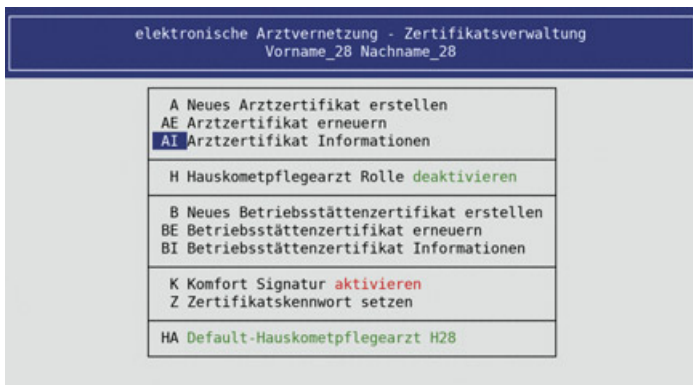 elektronische Arztvernetzung - Zertifikatsverwaltung
Vorname_28 Nachname_28
A Neues Arztzertifikat erstellen
AE Arztzertifikat erneuern
AI Arztzertifikat Informationen
H Hauskometpflegearzt Rolle deaktivieren
B Neues Betriebsstättenzertifikat erstellen
BE Betriebsstättenzertifikat erneuern
BI Betriebsstättenzertifikat Informationen
K Komfort Signatur aktivieren
Z Zertifikatskennwort setzen
HA Default-Hauskometpflegearzt H28